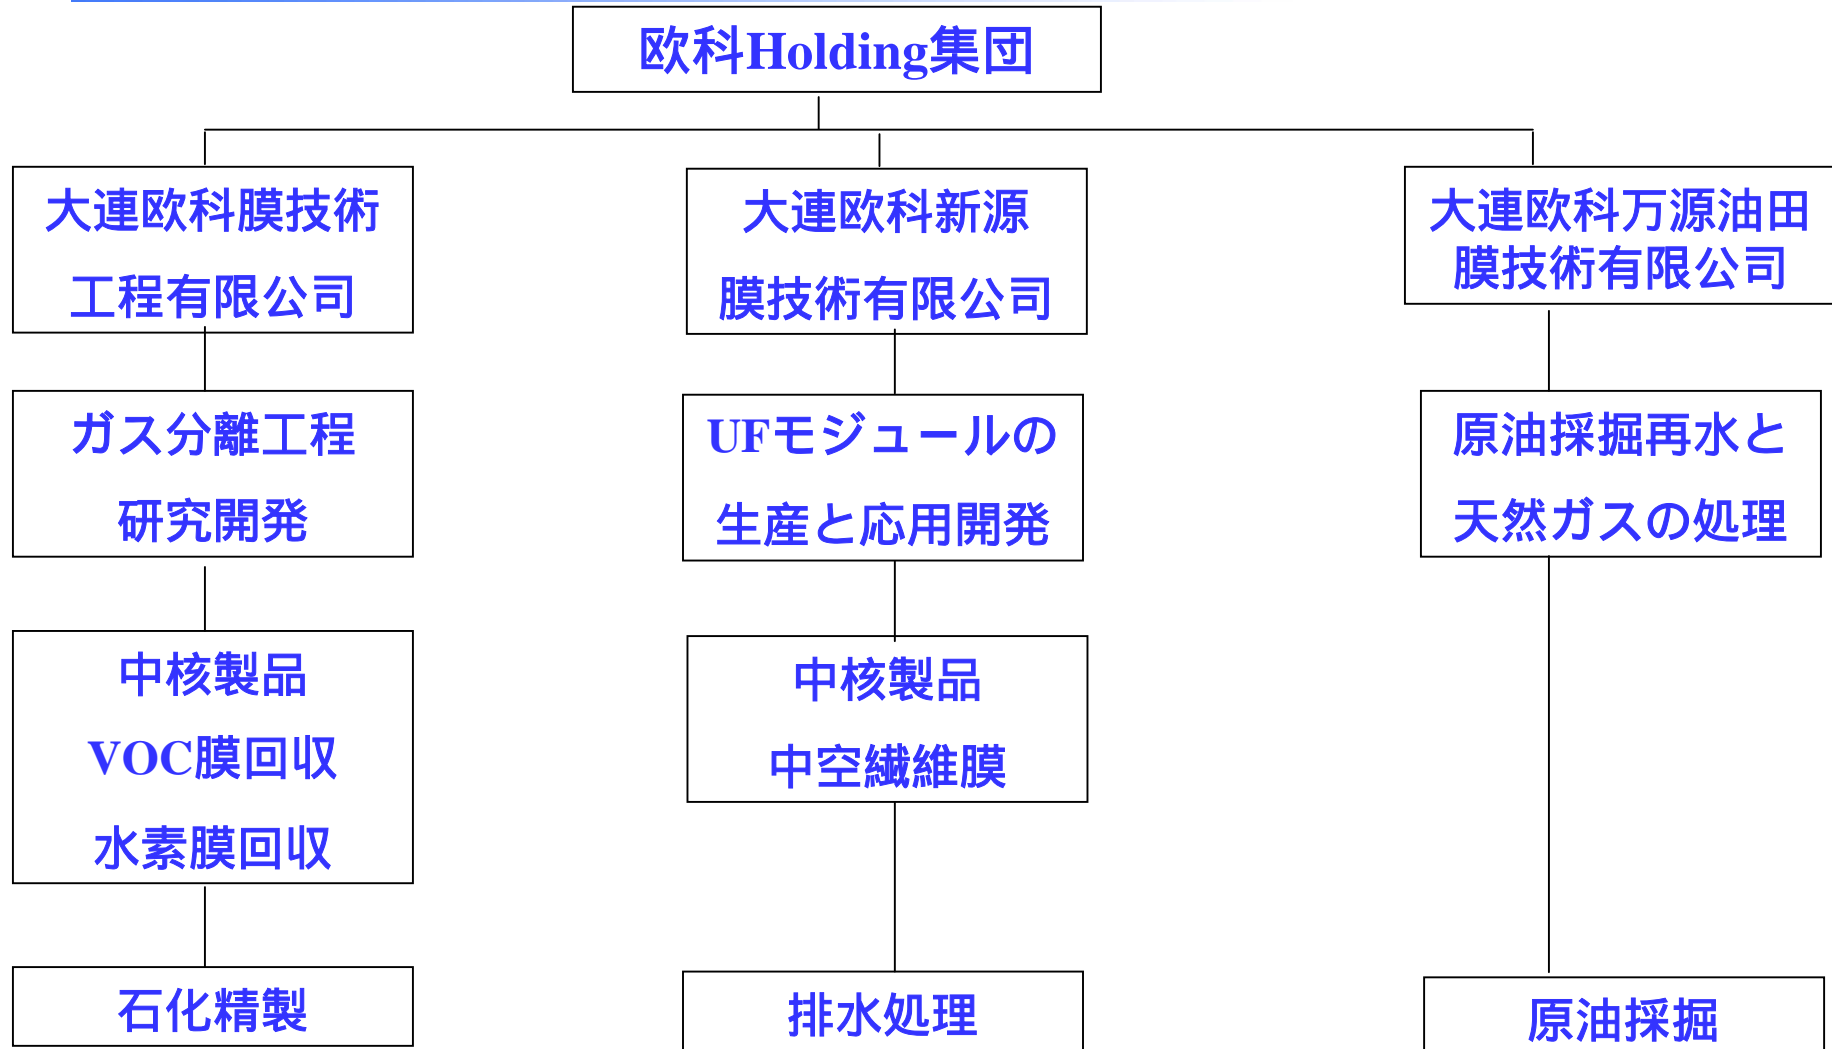 欧科Holding集団
大連欧科膜技術
工程有限公司
大連欧科新源
膜技術有限公司
大連欧科万源油田
膜技術有限公司
ガス分離工程
研究開発
UFモジュールの
生産と応用開発
原油採掘再水と
天然ガスの処理
中核製品
VOC膜回収
水素膜回収
中核製品
中空繊維膜
石化精製
排水処理
原油採掘